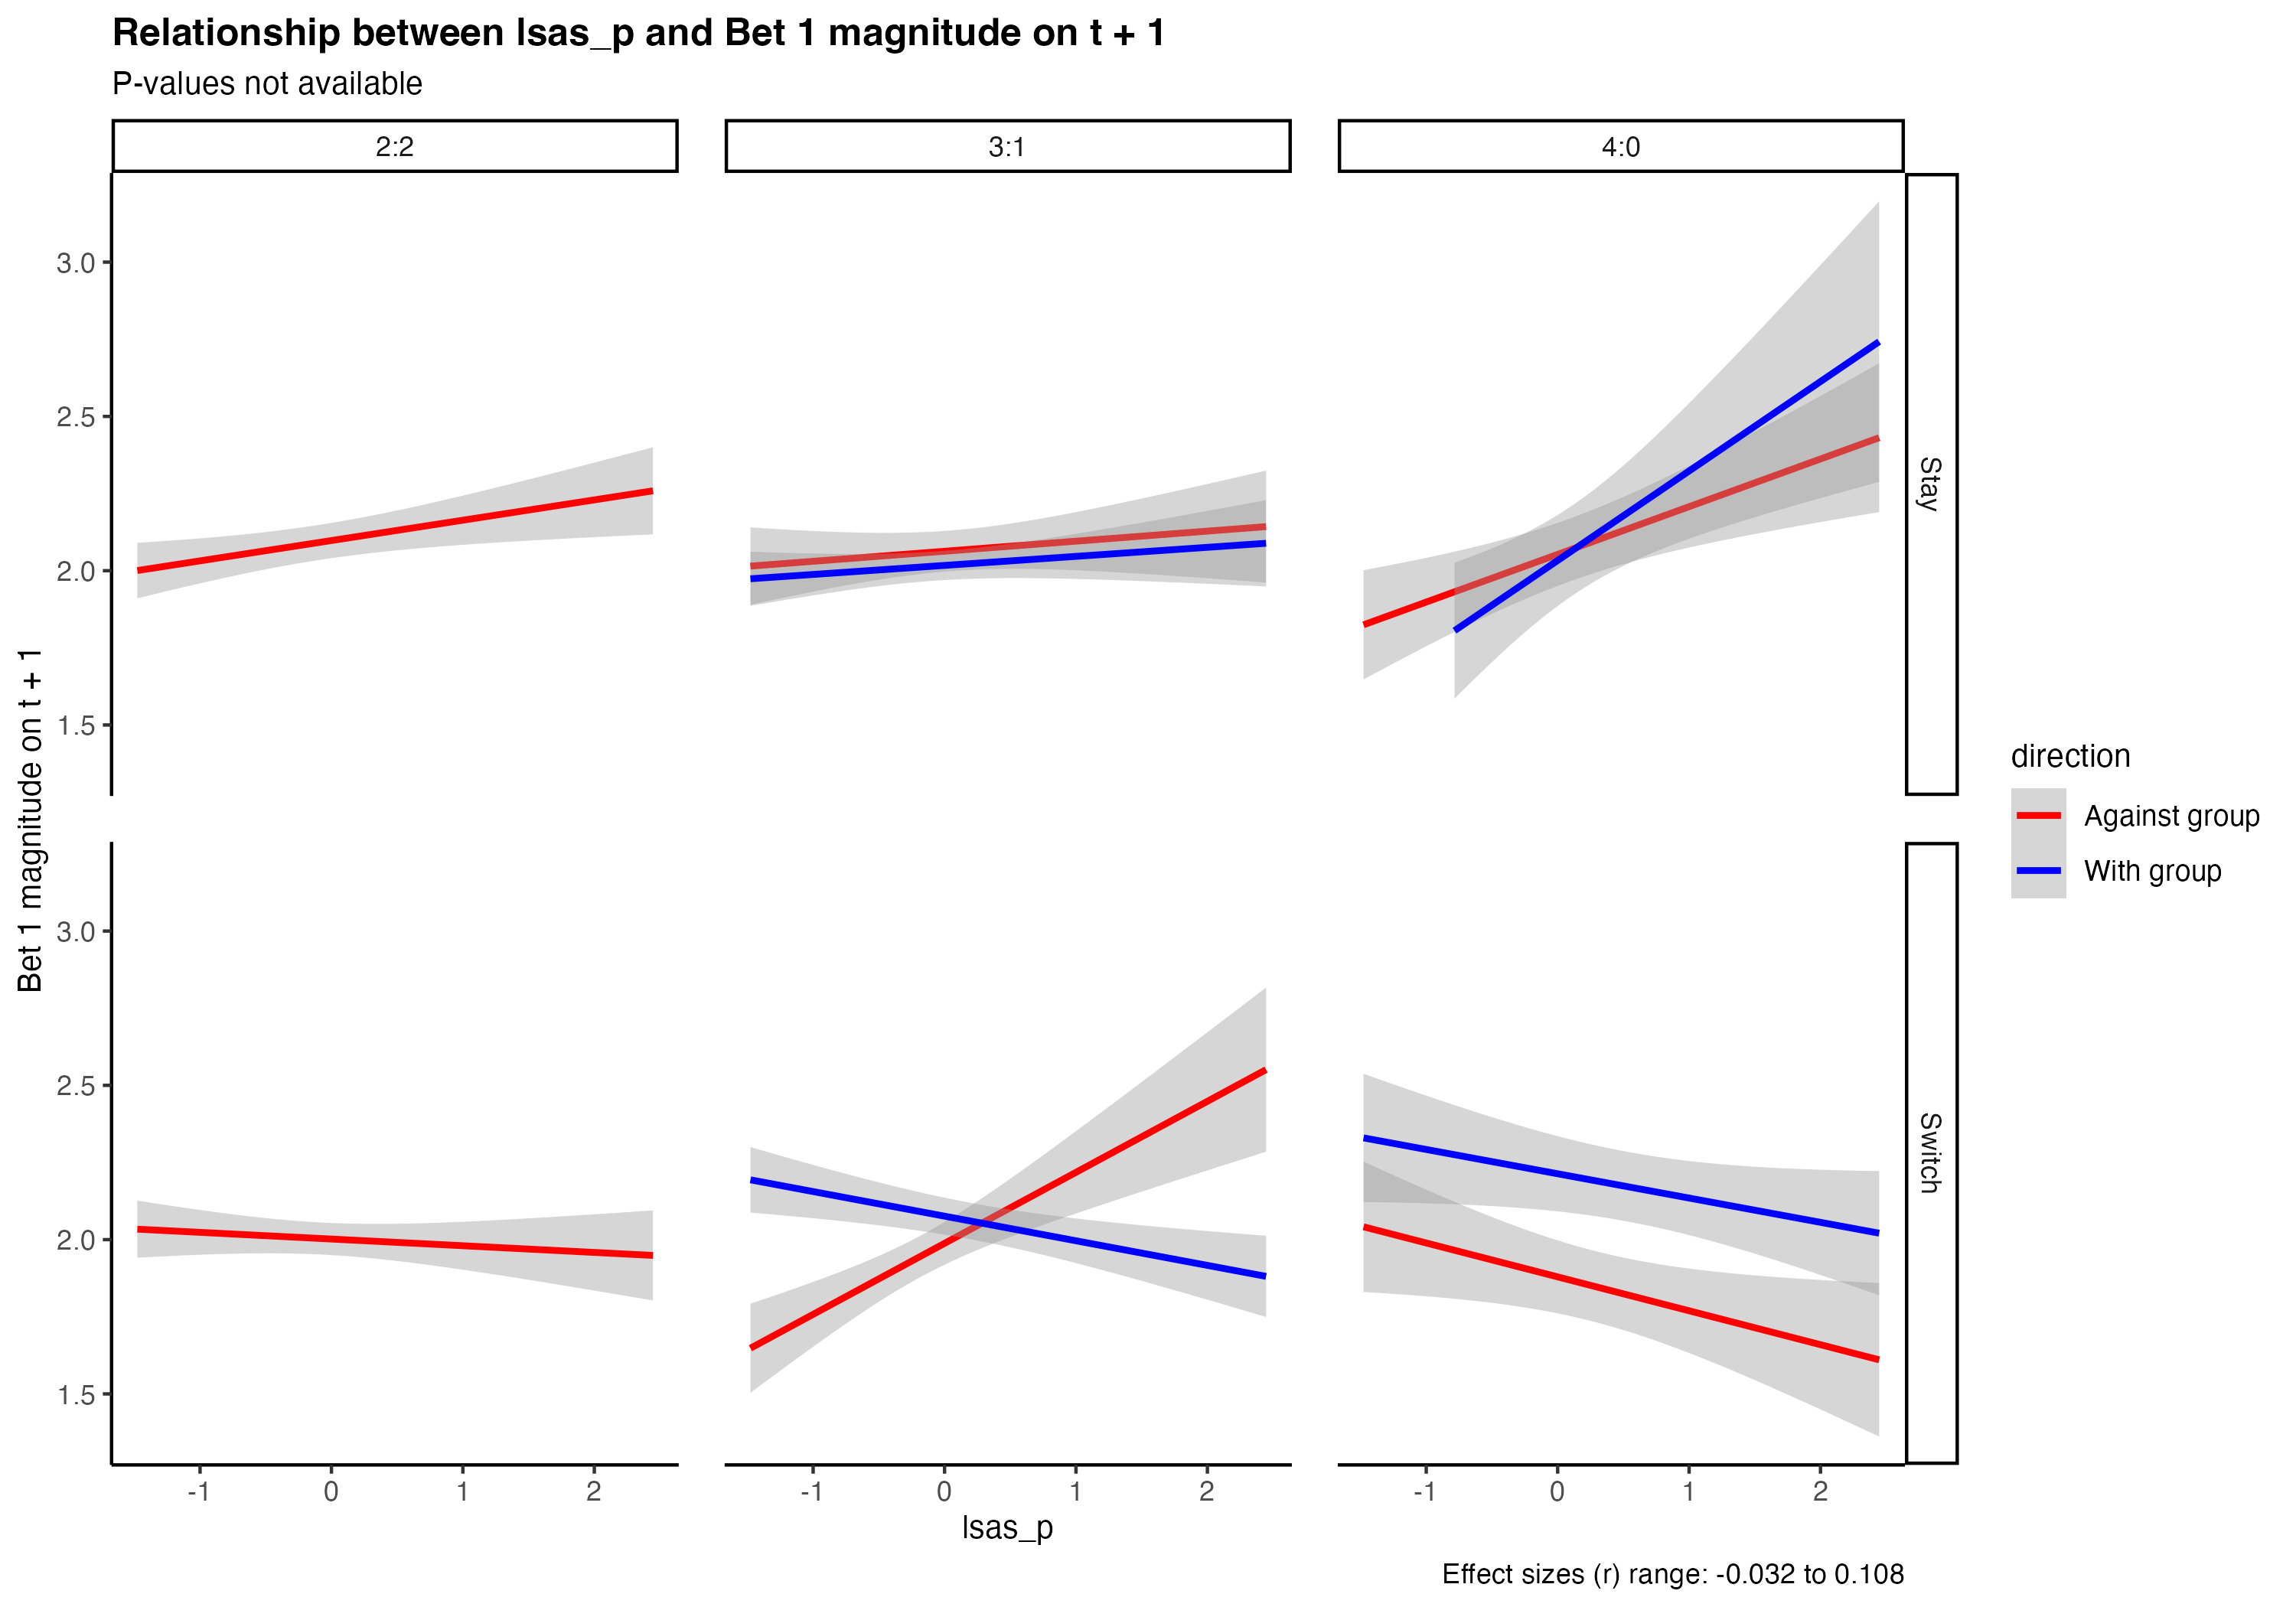 Relationship between lsas_p and Bet 1 magnitude on t + 1
P-values not available
2:2
3:1
4:0
Stay
Switch
Bet 1 magnitude on t + 1
3.0
2.5
2.0
1.5
3.0
2.5
2.0
1.5
-1 0 1 2
-1 0 1 2
-1 0 1 2
lsas_p
direction
Against group
With group
Effect sizes (r) range: -0.032 to 0.108